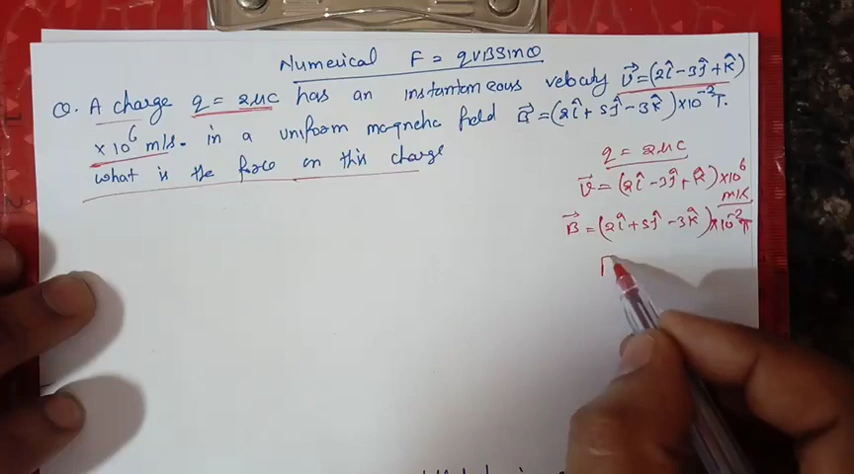 Numerical F = qVBSinθ
Q. A charge q = 2μC has an instantaneous velocity v⃗ = (2î - 3ĵ + k̂)
× 10⁶ m/s. in a uniform magnetic field B⃗ = (2î + 5ĵ - 3k̂) × 10⁻² T.
what is the force on this charge
q = 2μC
v⃗ = (2î - 3ĵ + k̂) × 10⁶
m/s
B⃗ = (2î + 5ĵ - 3k̂) × 10⁻² T